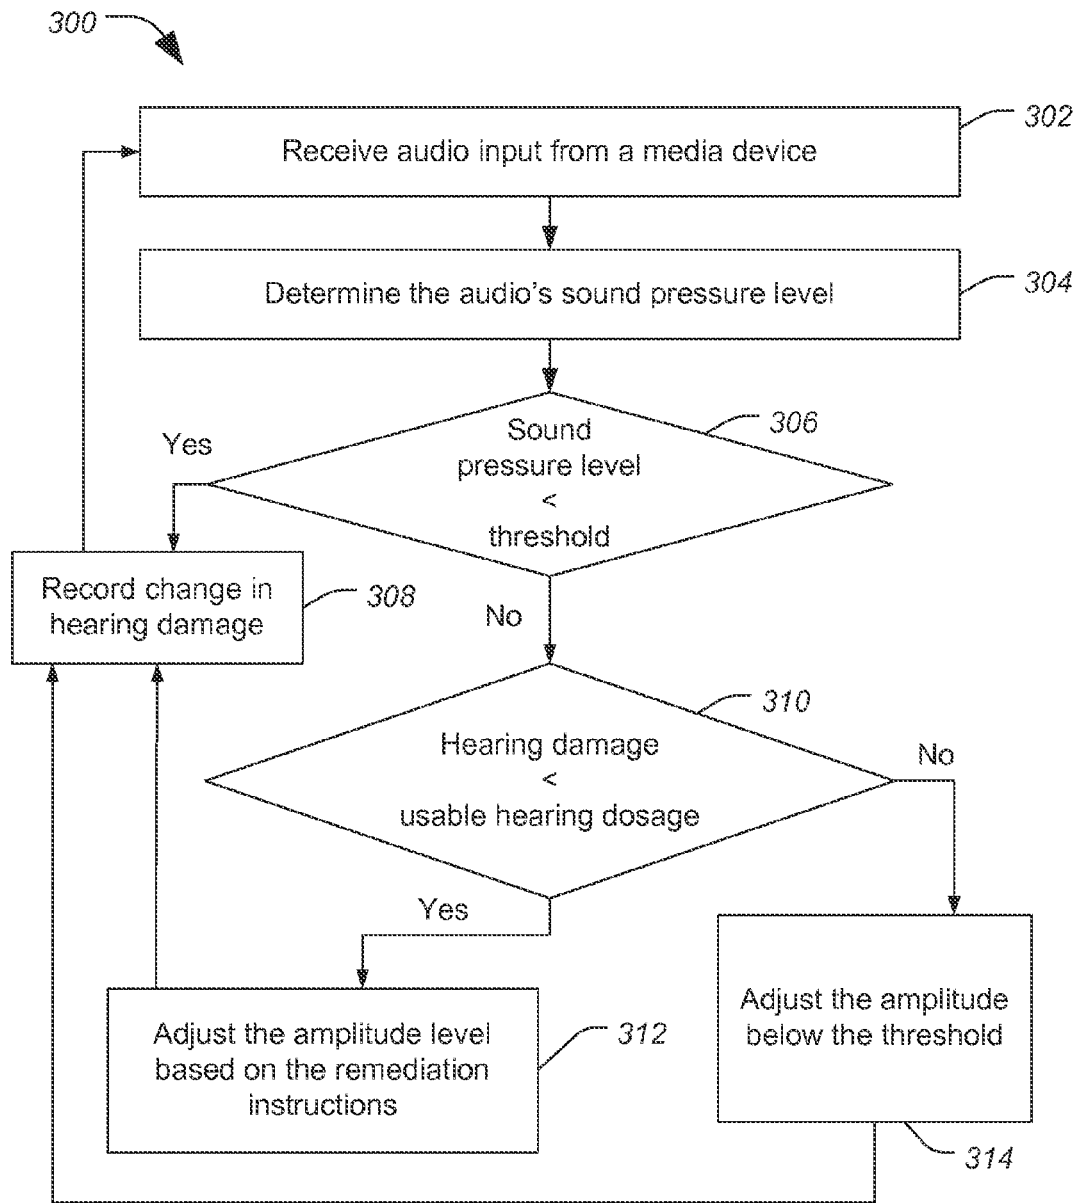 300
302
Receive audio input from a media device
304
Determine the audio's sound pressure level
306
Sound
pressure level
<
threshold
Yes
No
Record change in
hearing damage
308
310
Hearing damage
<
usable hearing dosage
No
Yes
Adjust the amplitude level
based on the remediation
instructions
312
Adjust the amplitude
below the threshold
314